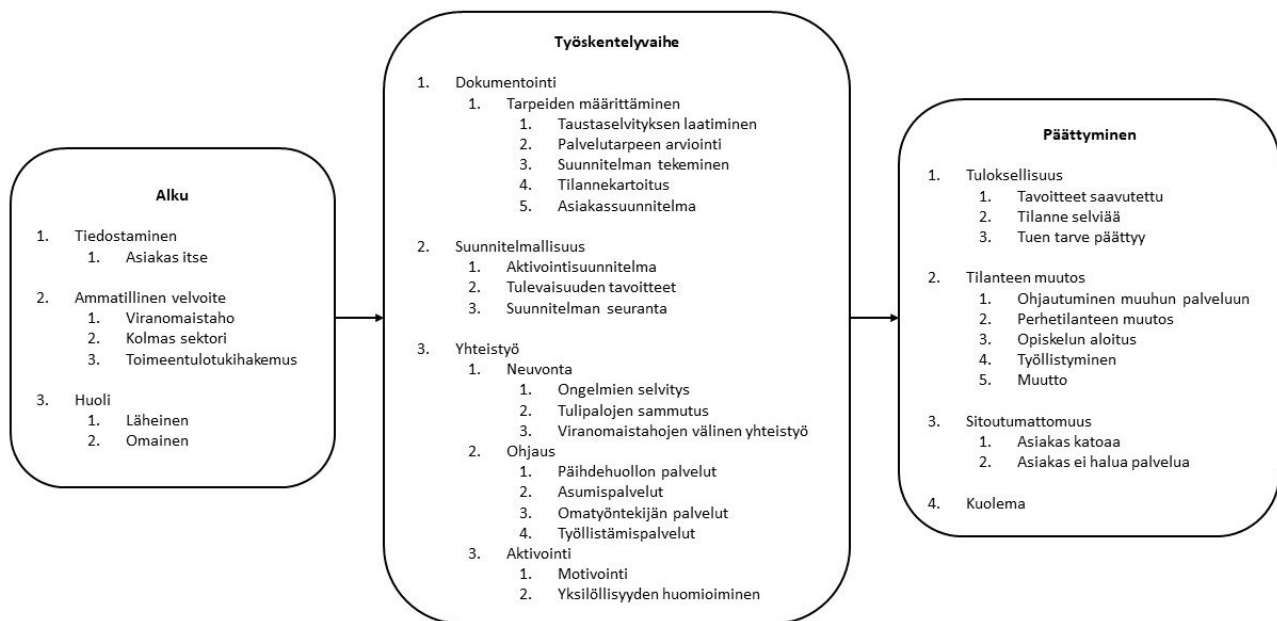 Alku
1. Tiedostaminen
1. Asiakas itse
2. Ammatillinen velvoite
1. Viranomaistaho
2. Kolmas sektori
3. Toimeentulotukihakemus
3. Huoli
1. Läheinen
2. Omainen
Työskentelyvaihe
1. Dokumentointi
1. Tarpeiden määrittäminen
1. Taustaselvityksen laatiminen
2. Palvelutarpeen arviointi
3. Suunnitelman tekeminen
4. Tilannekartoitus
5. Asiakassuunnitelma
2. Suunnitelmallisuus
1. Aktivointisuunnitelma
2. Tulevaisuuden tavoitteet
3. Suunnitelman seuranta
3. Yhteistyö
1. Neuvonta
1. Ongelmien selvitys
2. Tulipalojen sammutus
3. Viranomaistahojen välinen yhteistyö
2. Ohjaus
1. Päihdehuollon palvelut
2. Asumispalvelut
3. Omatyöntekijän palvelut
4. Työllistämispalvelut
3. Aktivointi
1. Motivointi
2. Yksilöllisyyden huomioiminen
Päättyminen
1. Tuloksellisuus
1. Tavoitteet saavutettu
2. Tilanne selviää
3. Tuen tarve päättyy
2. Tilanteen muutos
1. Ohjautuminen muuhun palveluun
2. Perhetilanteen muutos
3. Opiskelun aloitus
4. Työllistyminen
5. Muutto
3. Sitoutumattomuus
1. Asiakas katoaa
2. Asiakas ei halua palvelua
4. Kuolema